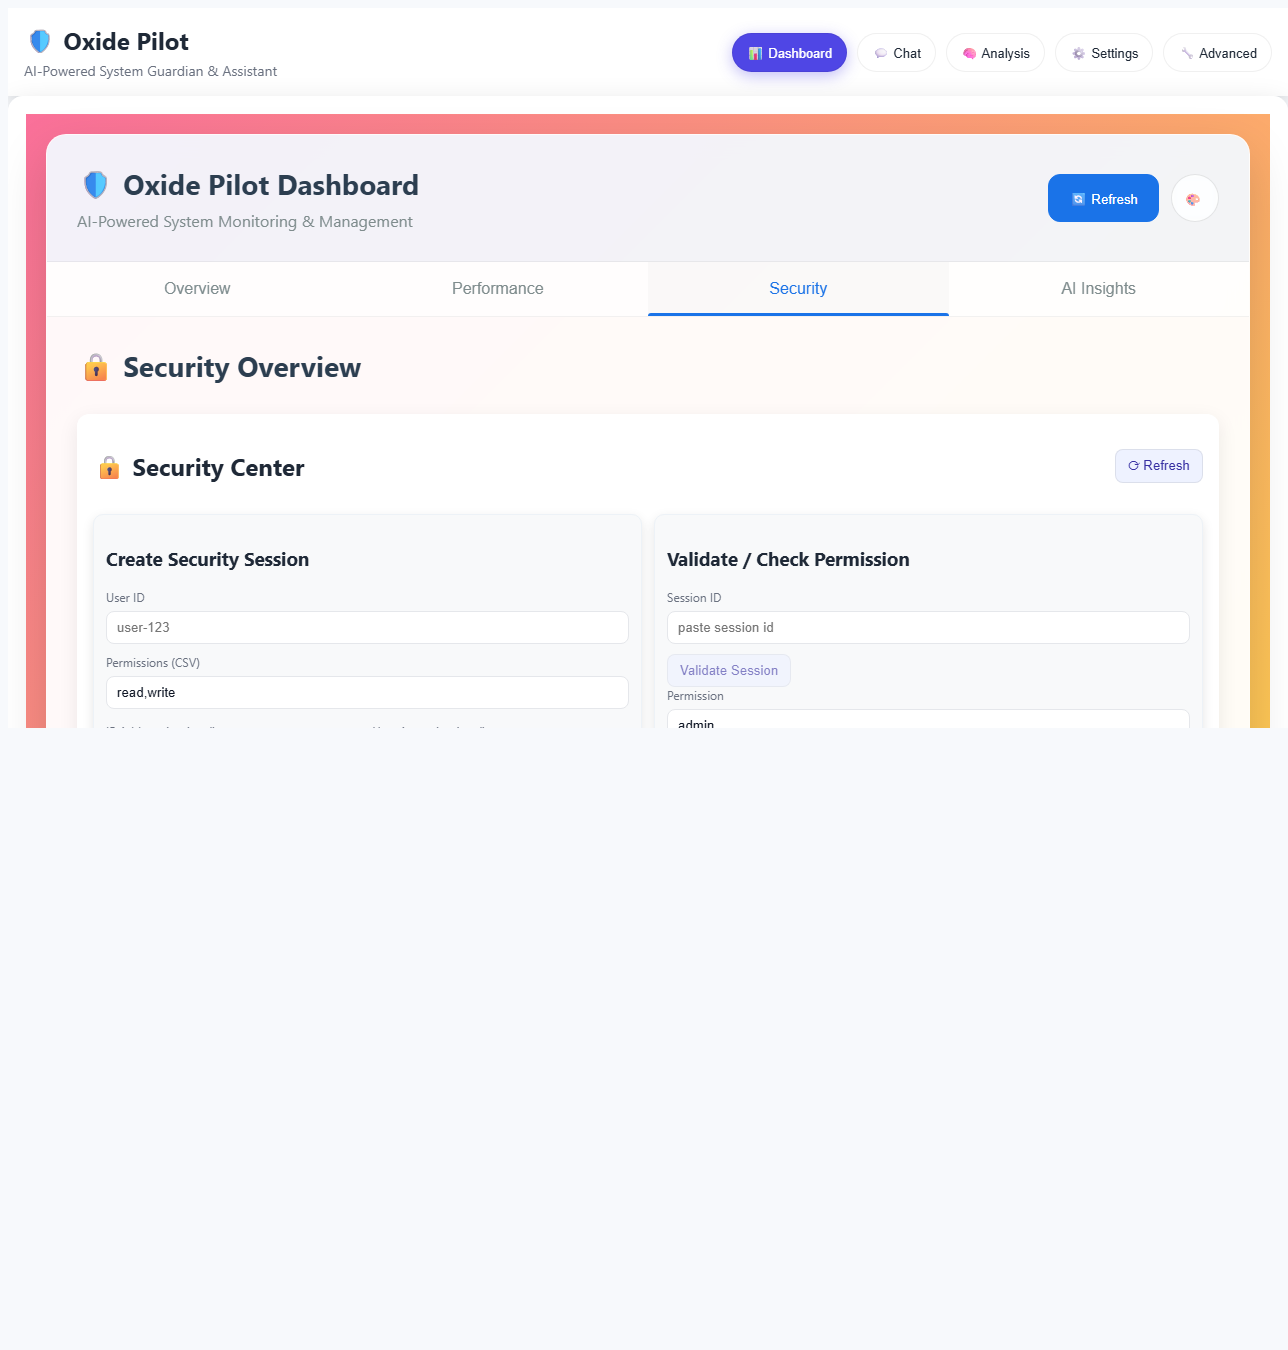 Oxide Pilot
AI-Powered System Guardian & Assistant
Dashboard
Chat
Analysis
Settings
Advanced
Oxide Pilot Dashboard
AI-Powered System Monitoring & Management
Refresh
Overview
Performance
Security
AI Insights
Security Overview
Security Center
Refresh
Create Security Session
User ID
user-123
Permissions (CSV)
read,write
Validate / Check Permission
Session ID
paste session id
Validate Session
Permission
admin